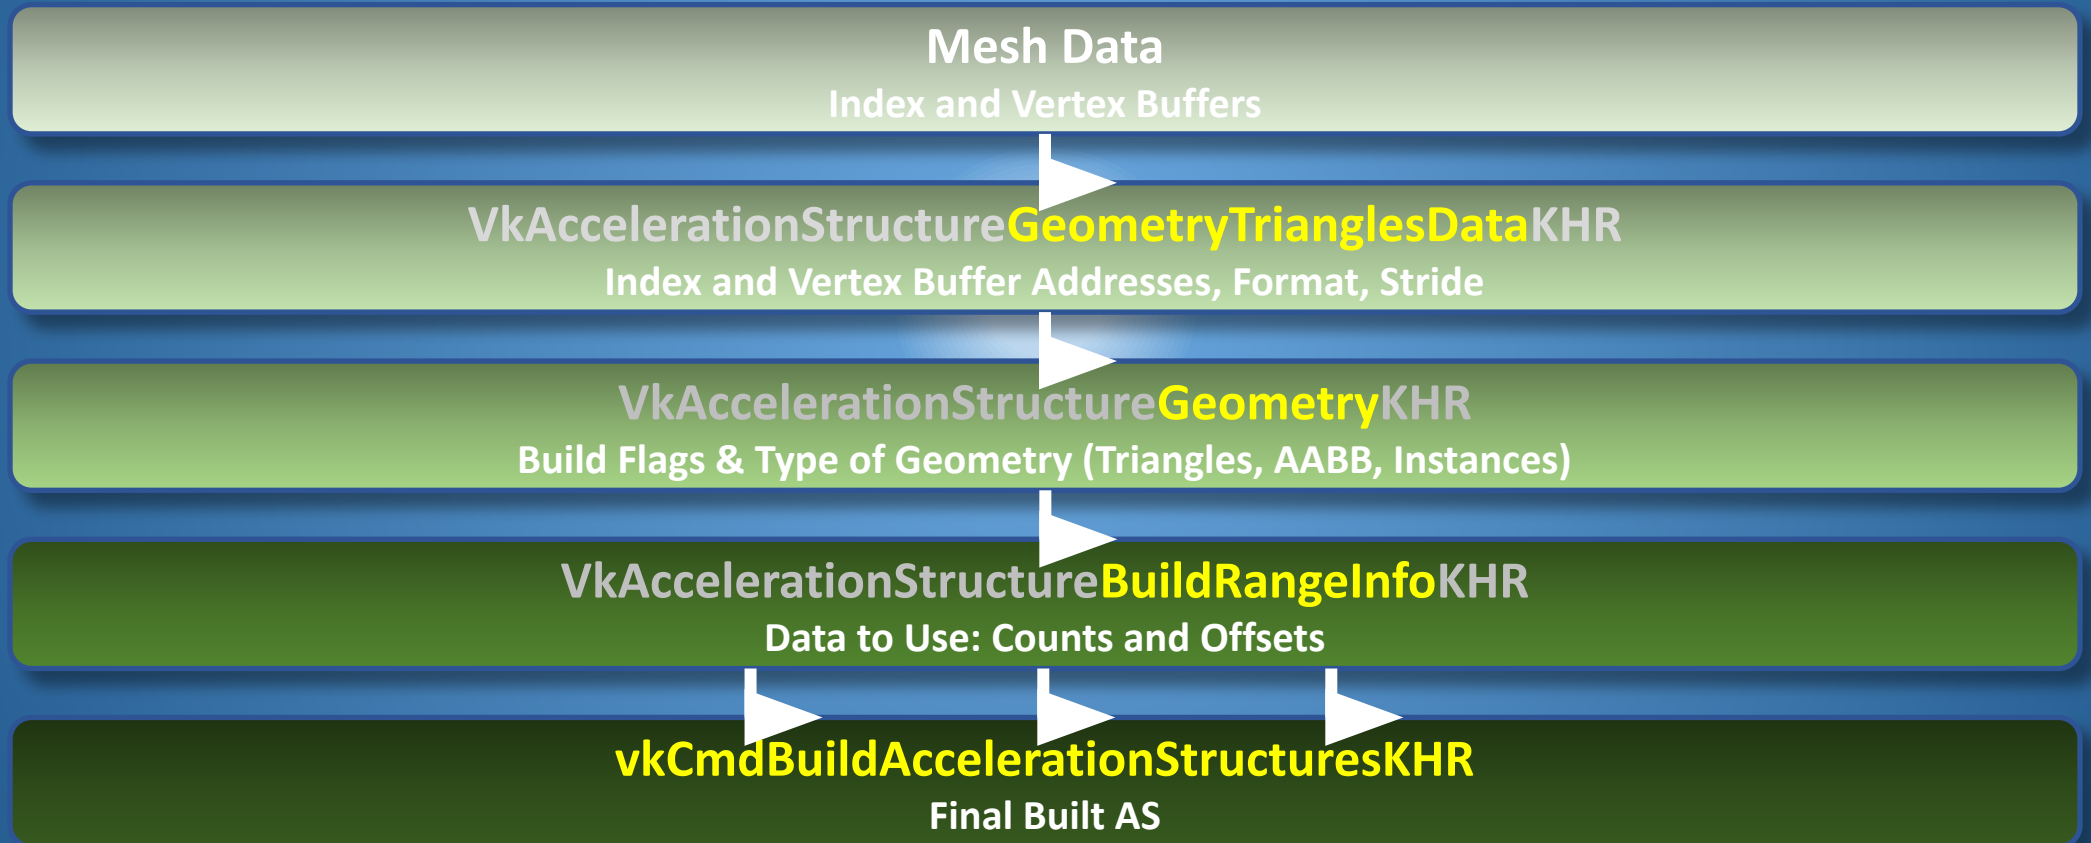 Mesh Data
Index and Vertex Buffers
VkAccelerationStructureGeometryTrianglesDataKHR
Index and Vertex Buffer Addresses, Format, Stride
VkAccelerationStructureGeometryKHR
Build Flags & Type of Geometry (Triangles, AABB, Instances)
VkAccelerationStructureBuildRangeInfoKHR
Data to Use: Counts and Offsets
vkCmdBuildAccelerationStructuresKHR
Final Built AS